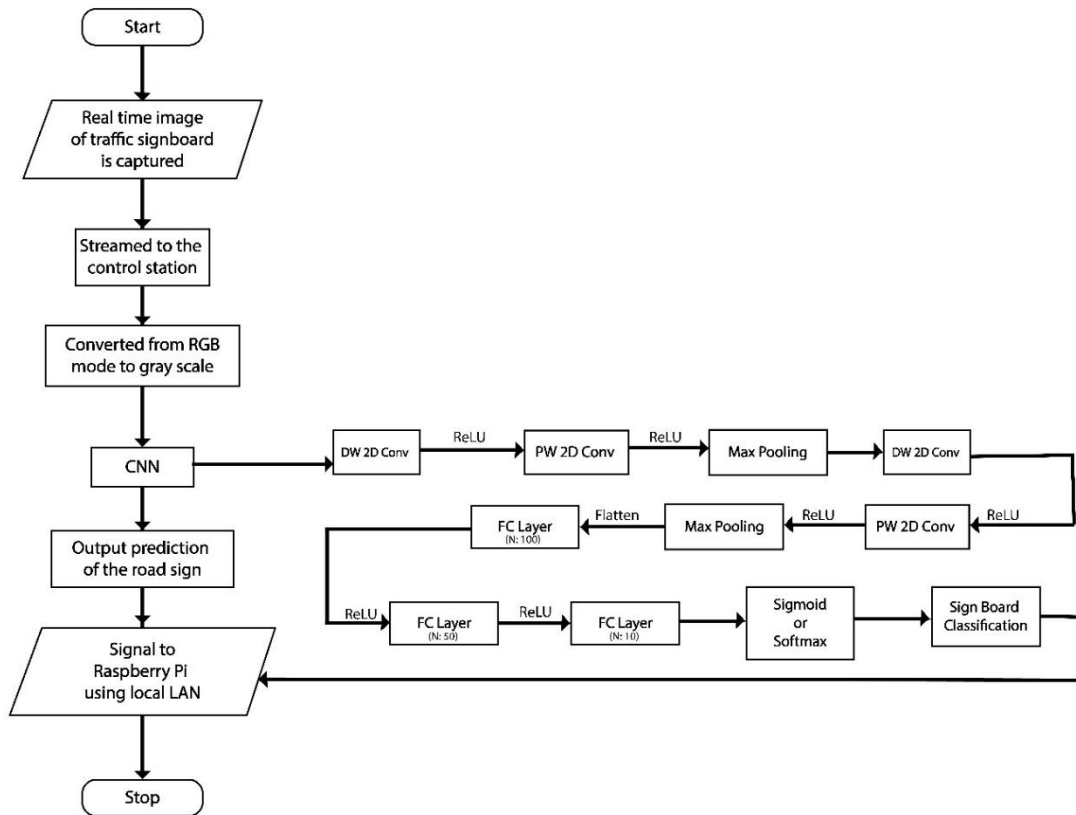 Start
Real time image
of traffic signboard
is captured
Streamed to the
control station
Converted from RGB
mode to gray scale
CNN
Output prediction
of the road sign
Signal to
Raspberry Pi
using local LAN
Stop
DW 2D Conv
ReLU
PW 2D Conv
ReLU
Max Pooling
DW 2D Conv
ReLU
PW 2D Conv
ReLU
Max Pooling
Flatten
FC Layer
(N: 100)
ReLU
FC Layer
(N: 50)
ReLU
FC Layer
(N: 10)
Sigmoid
or
Softmax
Sign Board
Classification